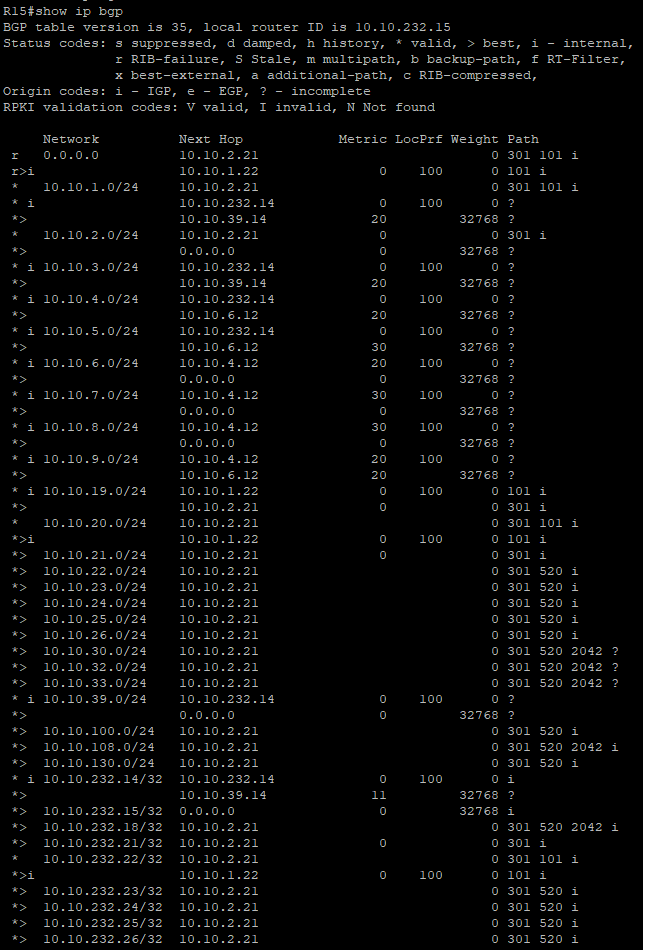 R15#show ip bgp
BGP table version is 35, local router ID is 10.10.232.15
Status codes: s suppressed, d damped, h history, * valid, > best, i - internal,
              r RIB-failure, S Stale, m multipath, b backup-path, f RT-Filter,
              x best-external, a additional-path, c RIB-compressed,
Origin codes: i - IGP, e - EGP, ? - incomplete
RPKI validation codes: V valid, I invalid, N Not found

     Network          Next Hop            Metric LocPrf Weight Path
 r   0.0.0.0          10.10.2.21                             0 301 101 i
 r>i                  10.10.1.22               0    100      0 101 i
 *   10.10.1.0/24     10.10.2.21                             0 301 101 i
 * i                  10.10.232.14             0    100      0 ?
 *>                   10.10.39.14             20         32768 ?
 *   10.10.2.0/24     10.10.2.21               0             0 301 i
 *>                   0.0.0.0                  0         32768 ?
 * i 10.10.3.0/24     10.10.232.14             0    100      0 ?
 *>                   10.10.39.14             20         32768 ?
 * i 10.10.4.0/24     10.10.232.14             0    100      0 ?
 *>                   10.10.6.12              20         32768 ?
 * i 10.10.5.0/24     10.10.232.14             0    100      0 ?
 *>                   10.10.6.12              30         32768 ?
 * i 10.10.6.0/24     10.10.4.12              20    100      0 ?
 *>                   0.0.0.0                  0         32768 ?
 * i 10.10.7.0/24     10.10.4.12              30    100      0 ?
 *>                   0.0.0.0                  0         32768 ?
 * i 10.10.8.0/24     10.10.4.12              30    100      0 ?
 *>                   0.0.0.0                  0         32768 ?
 * i 10.10.9.0/24     10.10.4.12              20    100      0 ?
 *>                   10.10.6.12              20         32768 ?
 * i 10.10.19.0/24    10.10.1.22               0    100      0 101 i
 *>                   10.10.2.21               0             0 301 i
 *   10.10.20.0/24    10.10.2.21                             0 301 101 i
 *>i                  10.10.1.22               0    100      0 101 i
 *>  10.10.21.0/24    10.10.2.21               0             0 301 i
 *>  10.10.22.0/24    10.10.2.21                             0 301 520 i
 *>  10.10.23.0/24    10.10.2.21                             0 301 520 i
 *>  10.10.24.0/24    10.10.2.21                             0 301 520 i
 *>  10.10.25.0/24    10.10.2.21                             0 301 520 i
 *>  10.10.26.0/24    10.10.2.21                             0 301 520 i
 *>  10.10.30.0/24    10.10.2.21                             0 301 520 2042 ?
 *>  10.10.32.0/24    10.10.2.21                             0 301 520 2042 ?
 *>  10.10.33.0/24    10.10.2.21                             0 301 520 2042 ?
 * i 10.10.39.0/24    10.10.232.14             0    100      0 ?
 *>                   0.0.0.0                  0         32768 ?
 *>  10.10.100.0/24   10.10.2.21                             0 301 520 i
 *>  10.10.108.0/24   10.10.2.21                             0 301 520 2042 i
 *>  10.10.130.0/24   10.10.2.21                             0 301 520 i
 * i 10.10.232.14/32  10.10.232.14             0    100      0 i
 *>                   10.10.39.14             11         32768 ?
 *>  10.10.232.15/32  0.0.0.0                  0         32768 i
 *>  10.10.232.18/32  10.10.2.21                             0 301 520 2042 i
 *>  10.10.232.21/32  10.10.2.21               0             0 301 i
 *   10.10.232.22/32  10.10.2.21                             0 301 101 i
 *>i                  10.10.1.22               0    100      0 101 i
 *>  10.10.232.23/32  10.10.2.21                             0 301 520 i
 *>  10.10.232.24/32  10.10.2.21                             0 301 520 i
 *>  10.10.232.25/32  10.10.2.21                             0 301 520 i
 *>  10.10.232.26/32  10.10.2.21                             0 301 520 i